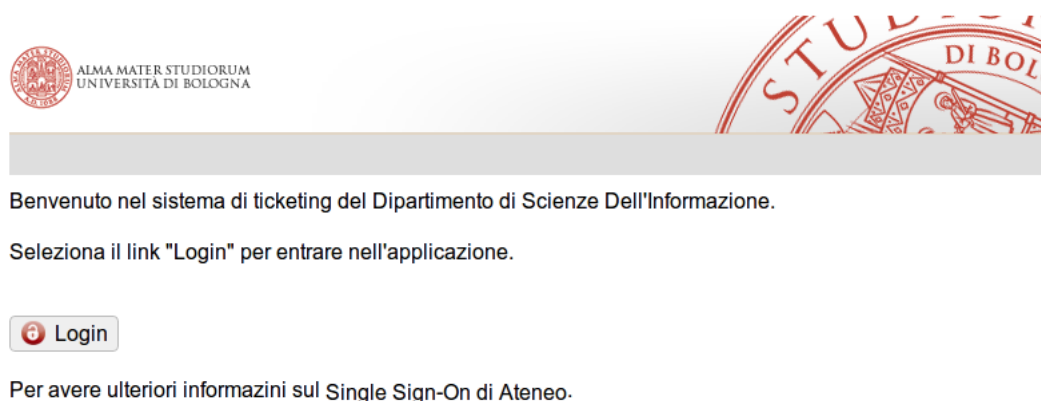 ALMA MATER STUDIORUM
UNIVERSITÀ DI BOLOGNA
DI BOL
Benvenuto nel sistema di ticketing del Dipartimento di Scienze Dell'Informazione.
Seleziona il link "Login" per entrare nell'applicazione.
Login
Per avere ulteriori informazini sul Single Sign-On di Ateneo.